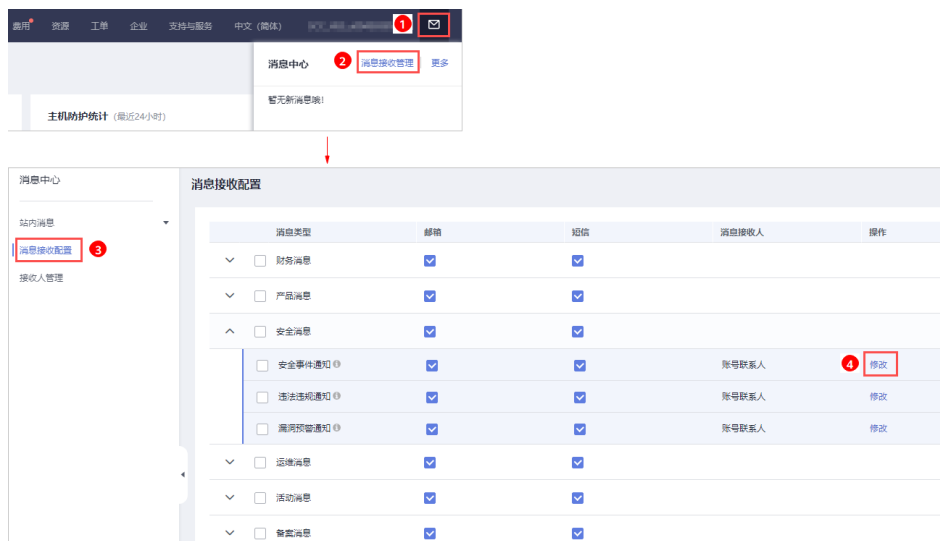 费用 资源 工单 企业 支持与服务 中文（简体） 1
消息中心 2 消息接收管理 更多
暂无新消息哦!
主机防护统计 (最近24小时)
消息中心
消息接收配置
站内消息
消息接收配置 3
接收人管理
消息类型 邮箱 短信 消息接收人 操作
财务消息
产品消息
安全消息
安全事件通知 账号联系人 4 修改
违法违规通知 账号联系人 修改
漏洞预警通知 账号联系人 修改
运维消息
活动消息
备案消息